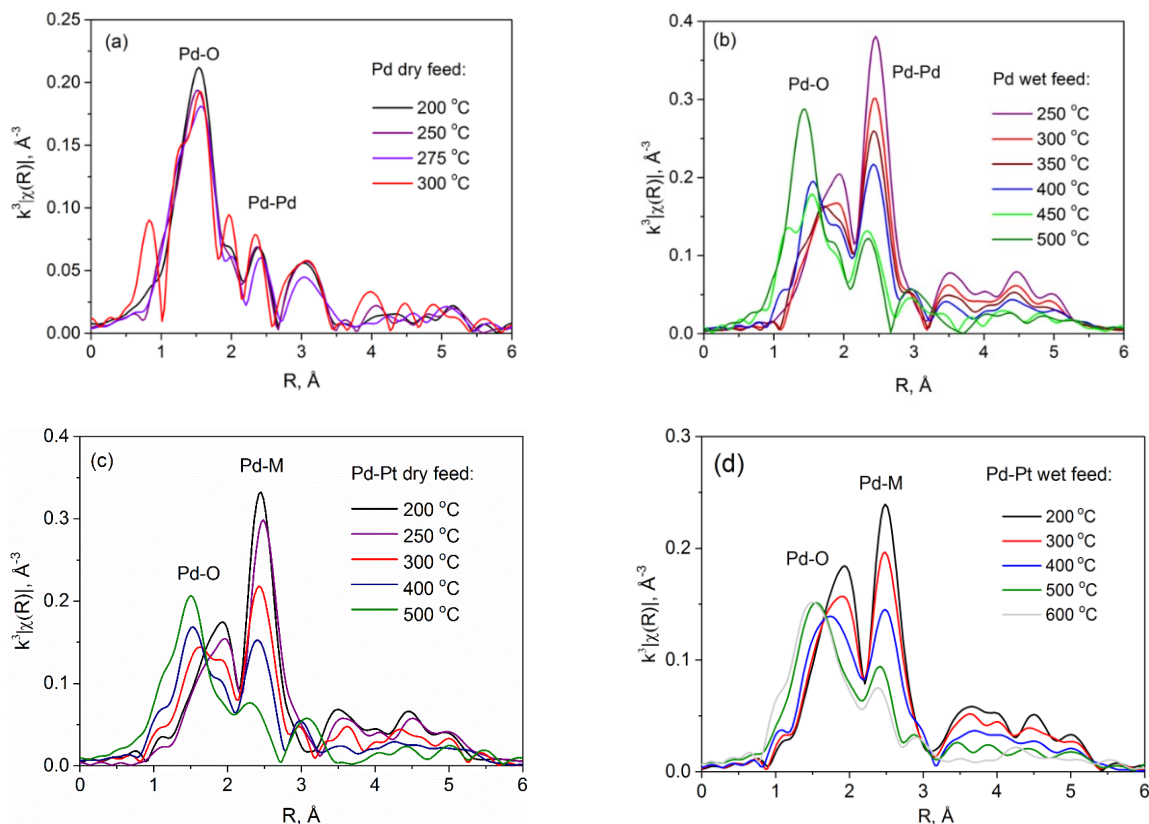 (a)
Pd-O
Pd-Pd
Pd dry feed:
200 °C
250 °C
275 °C
300 °C
k³|χ(R)|, Å⁻³
0.25
0.20
0.15
0.10
0.05
0.00
0 1 2 3 4 5 6
R, Å
(b)
Pd-O
Pd-Pd
Pd wet feed:
250 °C
300 °C
350 °C
400 °C
450 °C
500 °C
k³|χ(R)|, Å⁻³
0.4
0.3
0.2
0.1
0.0
0 1 2 3 4 5 6
R, Å
(c)
Pd-O
Pd-M
Pd-Pt dry feed:
200 °C
250 °C
300 °C
400 °C
500 °C
k³|χ(R)|, Å⁻³
0.4
0.3
0.2
0.1
0.0
0 1 2 3 4 5 6
R, Å
(d)
Pd-O
Pd-M
Pd-Pt wet feed:
200 °C
300 °C
400 °C
500 °C
600 °C
k³|χ(R)|, Å⁻³
0.3
0.2
0.1
0.0
0 1 2 3 4 5 6
R, Å